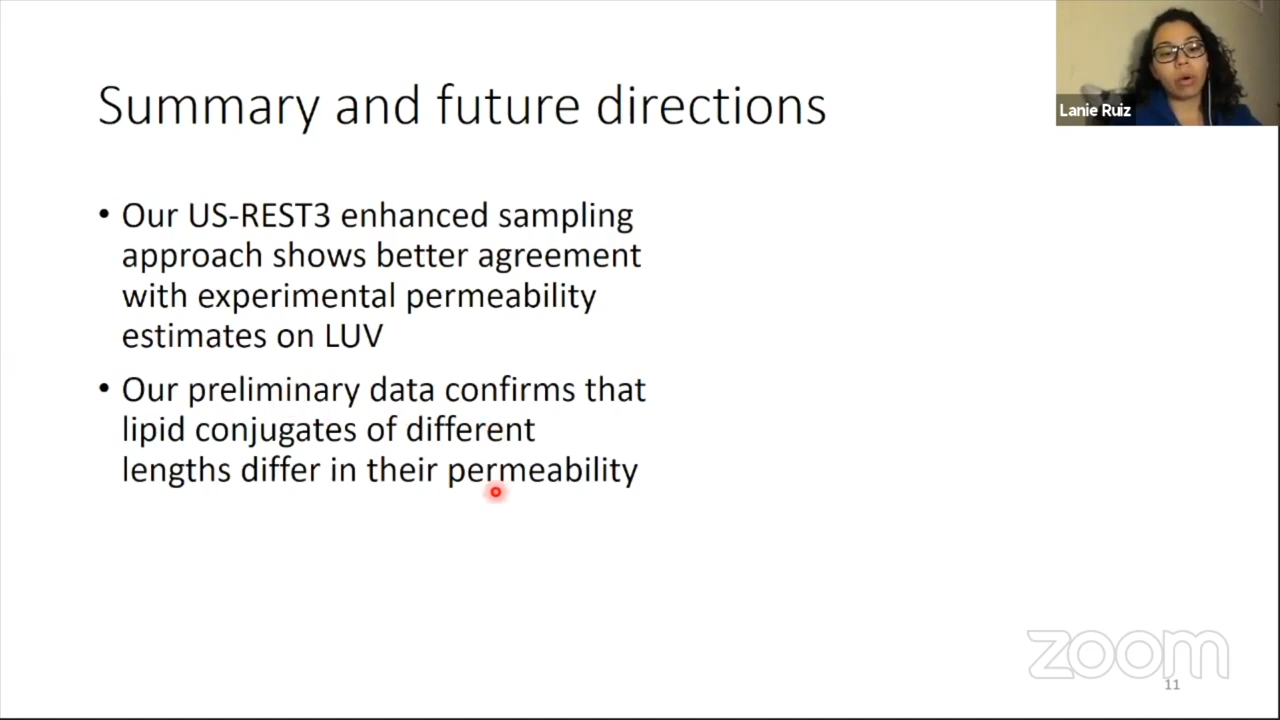 Summary and future directions
Lanie Ruiz
• Our US-REST3 enhanced sampling
approach shows better agreement
with experimental permeability
estimates on LUV
• Our preliminary data confirms that
lipid conjugates of different
lengths differ in their permeability
zoom
11